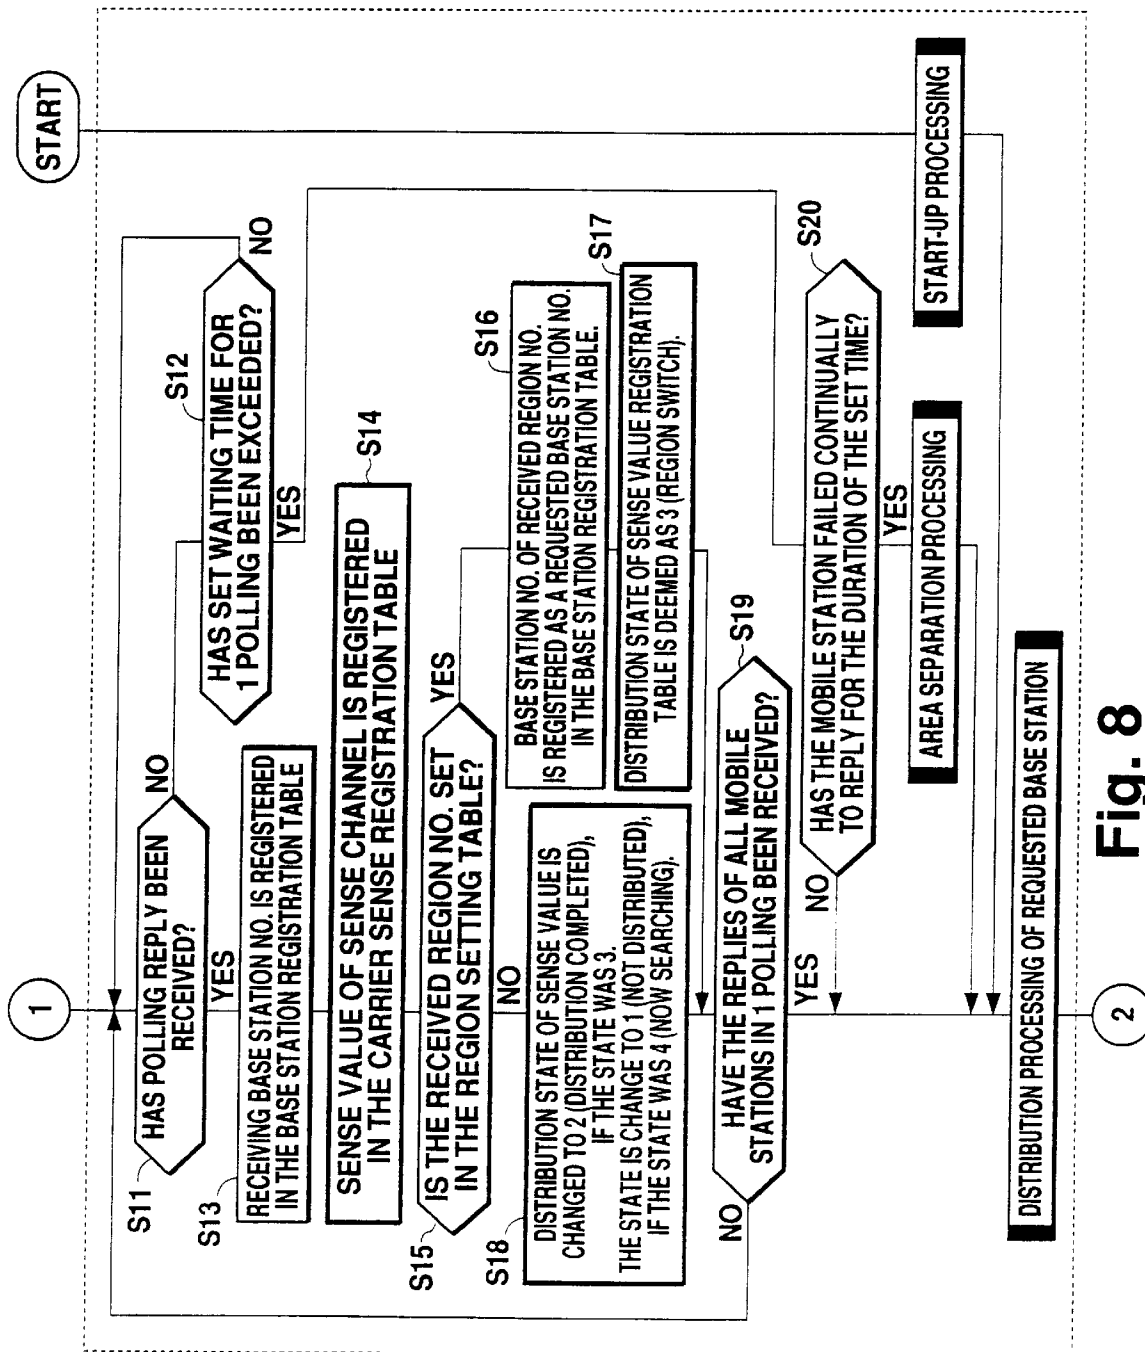 START
1
S11
HAS POLLING REPLY BEEN
RECEIVED?
NO
YES
S12
HAS SET WAITING TIME FOR
1 POLLING BEEN EXCEEDED?
NO
YES
S13
RECEIVING BASE STATION NO. IS REGISTERED
IN THE BASE STATION REGISTRATION TABLE
S14
SENSE VALUE OF SENSE CHANNEL IS REGISTERED
IN THE CARRIER SENSE REGISTRATION TABLE
S15
IS THE RECEIVED REGION NO. SET
IN THE REGION SETTING TABLE?
YES
NO
S16
BASE STATION NO. OF RECEIVED REGION NO.
IS REGISTERED AS A REQUESTED BASE STATION NO.
IN THE BASE STATION REGISTRATION TABLE.
S17
DISTRIBUTION STATE OF SENSE VALUE REGISTRATION
TABLE IS DEEMED AS 3 (REGION SWITCH).
S18
DISTRIBUTION STATE OF SENSE VALUE IS
CHANGED TO 2 (DISTRIBUTION COMPLETED),
IF THE STATE WAS 3.
THE STATE IS CHANGE TO 1 (NOT DISTRIBUTED),
IF THE STATE WAS 4 (NOW SEARCHING).
S19
HAVE THE REPLIES OF ALL MOBILE
STATIONS IN 1 POLLING BEEN RECEIVED?
NO
YES
S20
HAS THE MOBILE STATION FAILED CONTINUALLY
TO REPLY FOR THE DURATION OF THE SET TIME?
NO
YES
AREA SEPARATION PROCESSING
START-UP PROCESSING
DISTRIBUTION PROCESSING OF REQUESTED BASE STATION
2
Fig. 8